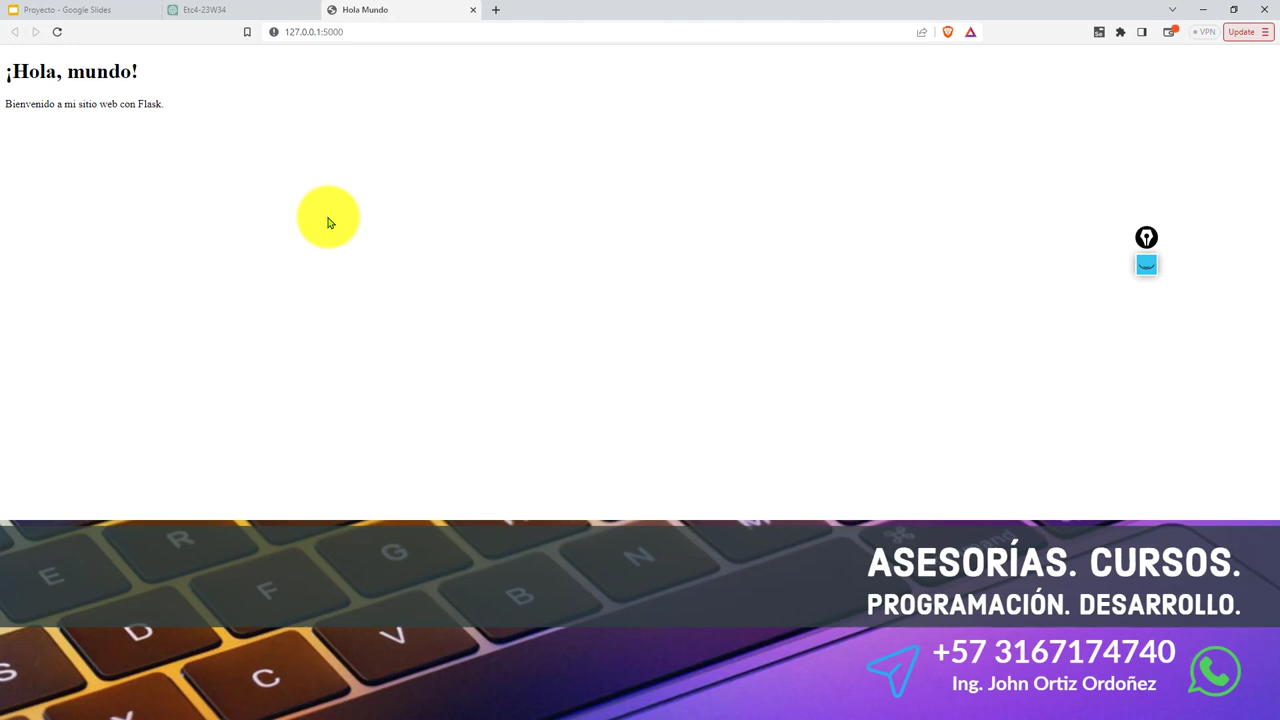 Proyecto - Google Slides
Etc4-23W34
Hola Mundo
127.0.0.1:5000
VPN
Update
¡Hola, mundo!
Bienvenido a mi sitio web con Flask.
E
R
F
G
D
C
V
B
N
M
S
ASESORÍAS. CURSOS.
PROGRAMACIÓN. DESARROLLO.
+57 3167174740
Ing. John Ortiz Ordoñez